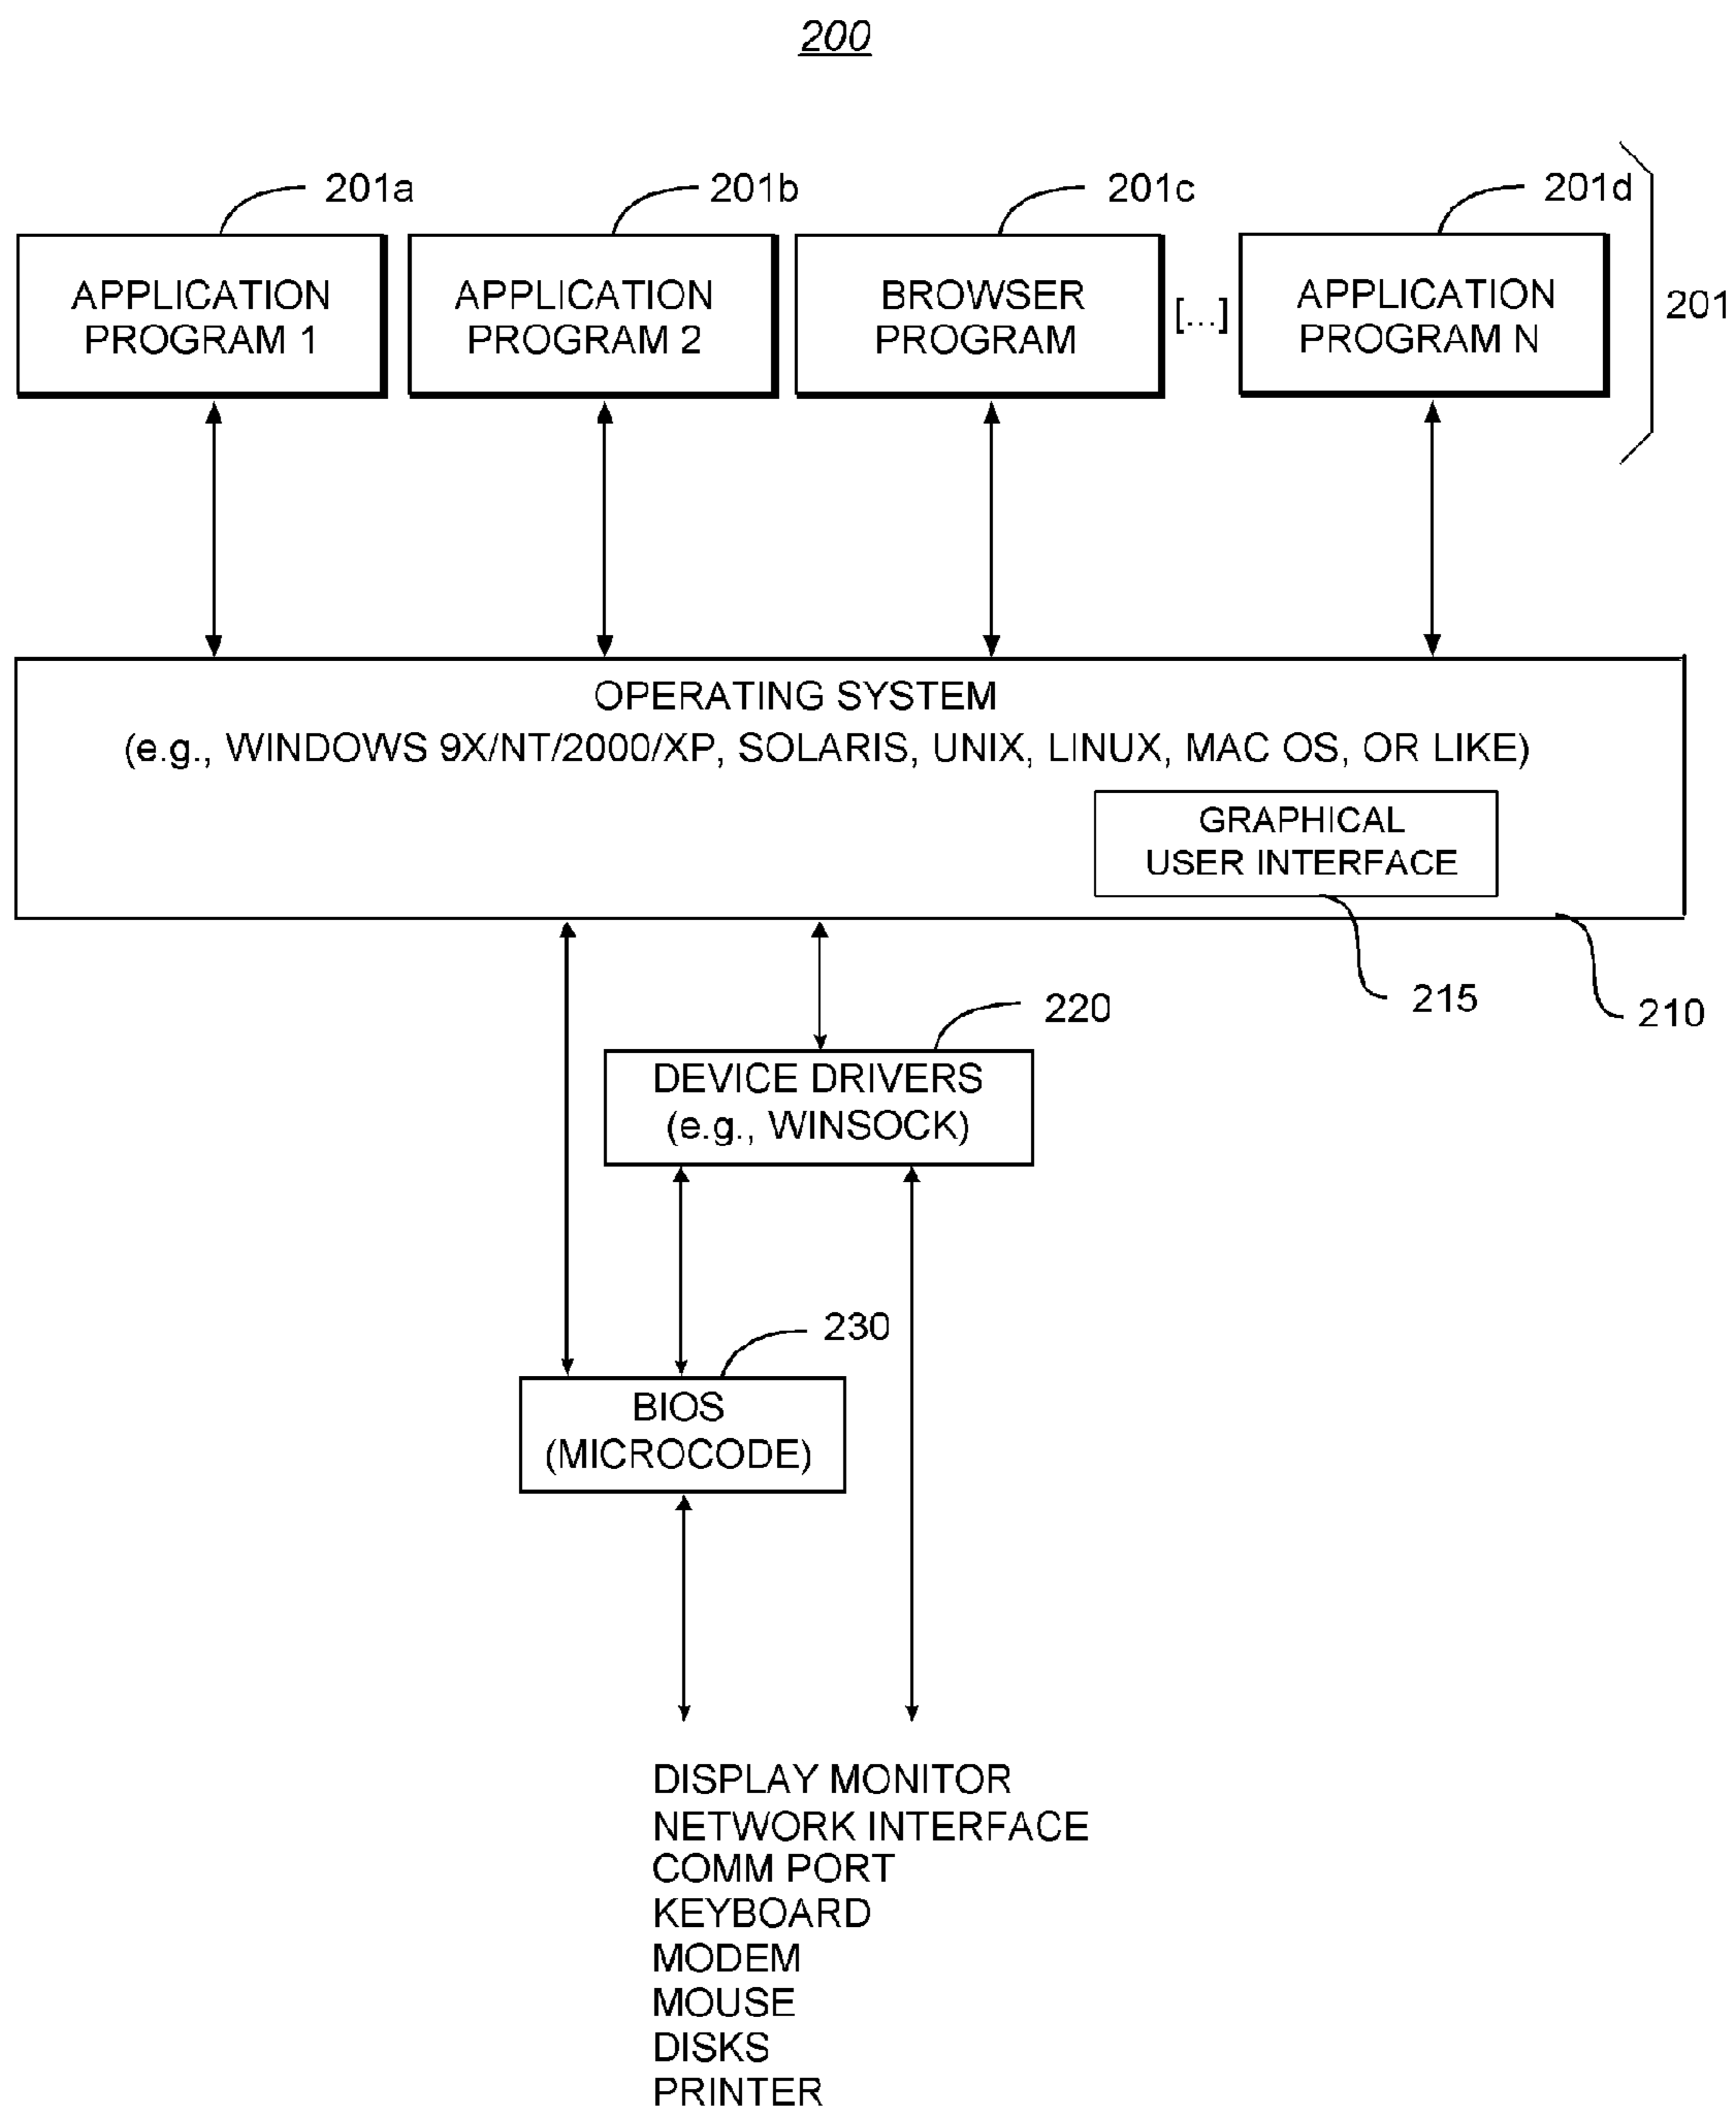 200
201a
201b
201c
201d
APPLICATION
PROGRAM 1
APPLICATION
PROGRAM 2
BROWSER
PROGRAM
[...]
APPLICATION
PROGRAM N
201
OPERATING SYSTEM
(e.g., WINDOWS 9X/NT/2000/XP, SOLARIS, UNIX, LINUX, MAC OS, OR LIKE)
GRAPHICAL
USER INTERFACE
215
210
220
DEVICE DRIVERS
(e.g., WINSOCK)
230
BIOS
(MICROCODE)
DISPLAY MONITOR
NETWORK INTERFACE
COMM PORT
KEYBOARD
MODEM
MOUSE
DISKS
PRINTER